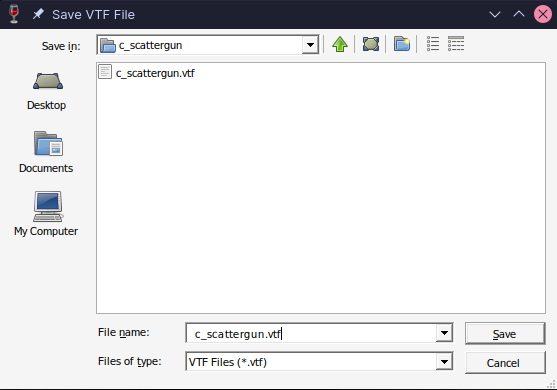 Save VTF File
Save in: c_scattergun
c_scattergun.vtf
Desktop
Documents
My Computer
File name: c_scattergun.vtf Save
Files of type: VTF Files (*.vtf) Cancel